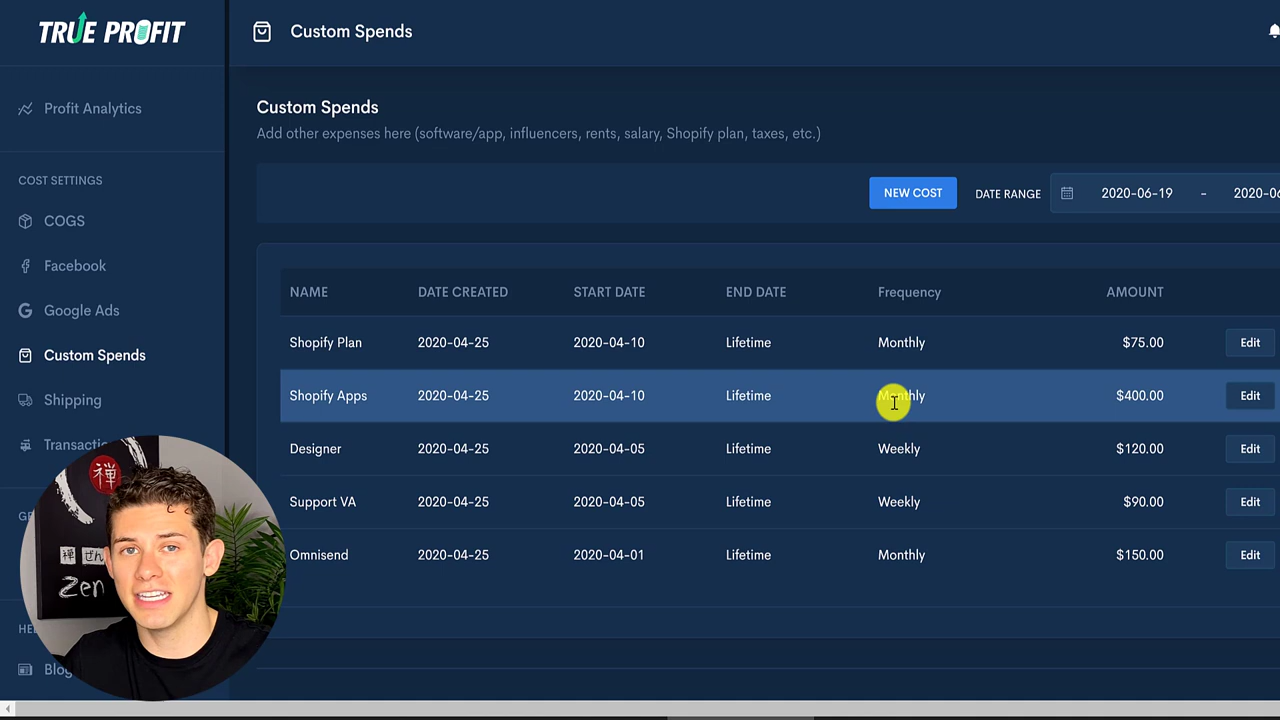 TRUE PROFIT
Custom Spends
Profit Analytics
COST SETTINGS
COGS
Facebook
Google Ads
Custom Spends
Shipping
Custom Spends
Add other expenses here (software/app, influencers, rents, salary, Shopify plan, taxes, etc.)
NEW COST
DATE RANGE
2020-06-19
-
NAME DATE CREATED START DATE END DATE Frequency AMOUNT
Shopify Plan 2020-04-25 2020-04-10 Lifetime Monthly $75.00 Edit
Shopify Apps 2020-04-25 2020-04-10 Lifetime Monthly $400.00 Edit
Designer 2020-04-25 2020-04-05 Lifetime Weekly $120.00 Edit
Support VA 2020-04-25 2020-04-05 Lifetime Weekly $90.00 Edit
Omnisend 2020-04-25 2020-04-01 Lifetime Monthly $150.00 Edit
禅
禅 ぜん
Zen
Blog